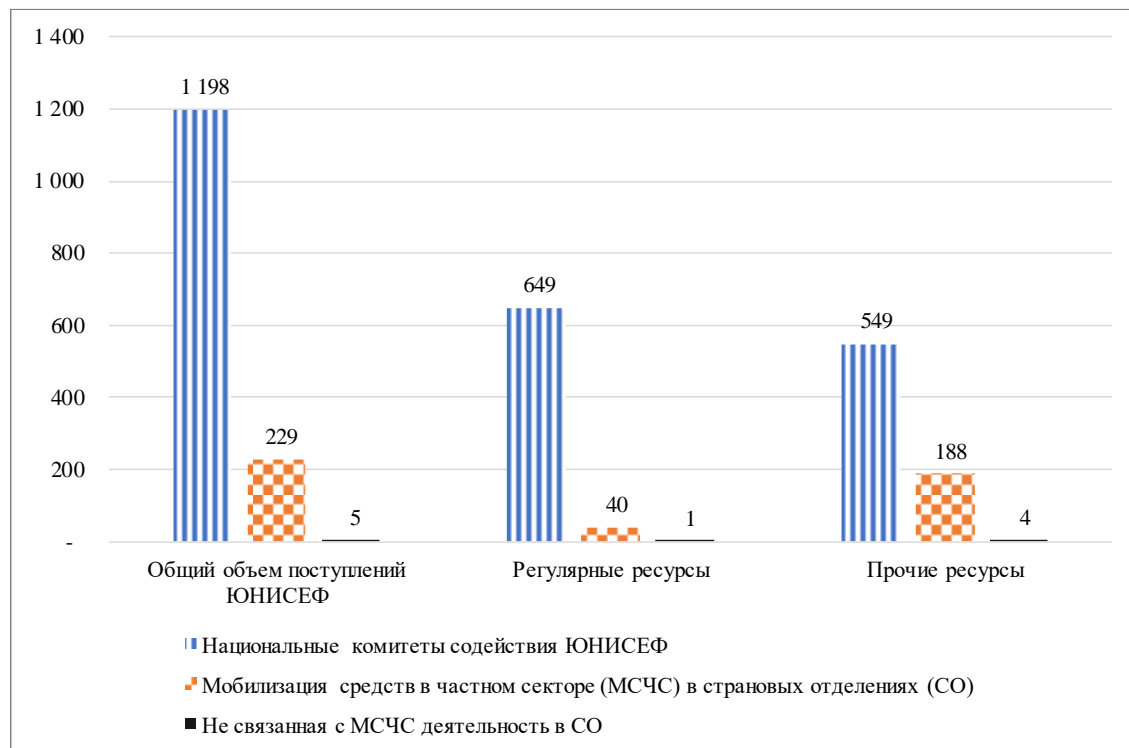 1 400
1 200
1 000
800
600
400
200
-
1 198
229
5
649
40
1
549
188
4
Общий объем поступлений
ЮНИСЕФ
Регулярные ресурсы
Прочие ресурсы
Национальные комитеты содействия ЮНИСЕФ
Мобилизация средств в частном секторе (МСЧС) в страновых отделениях (СО)
Не связанная с МСЧС деятельность в СО